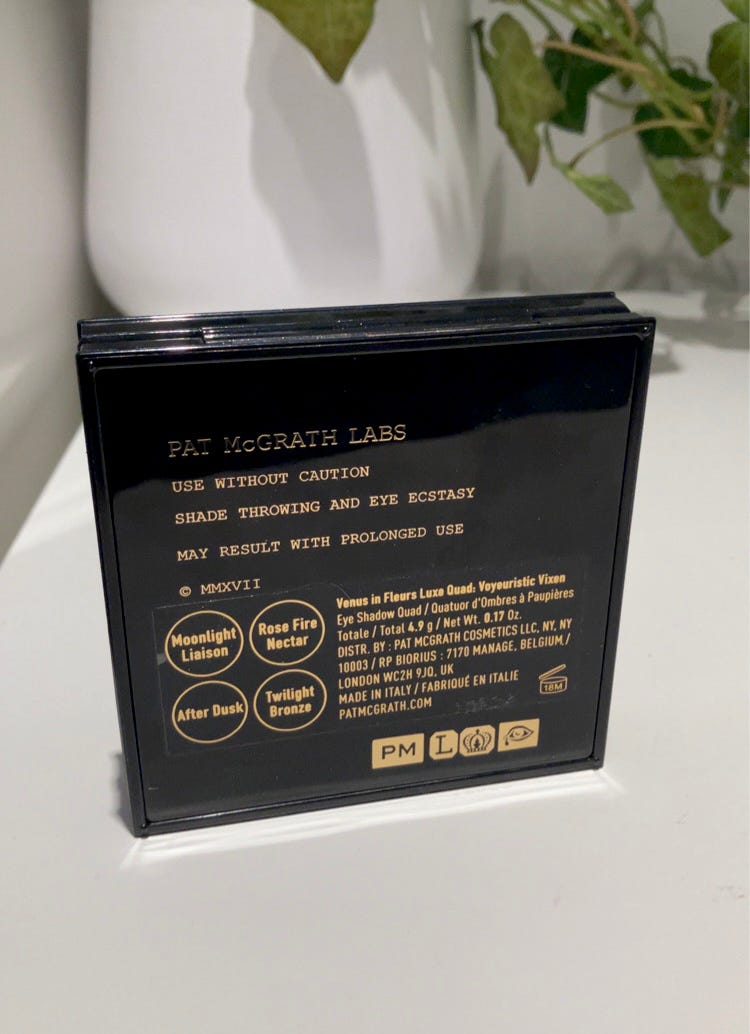 PAT McGRATH LABS
USE WITHOUT CAUTION
SHADE THROWING AND EYE ECSTASY
MAY RESULT WITH PROLONGED USE
© MMXVII
Moonlight
Liaison
Rose Fire
Nectar
After Dusk
Twilight
Bronze
Venus in Fleurs Luxe Quad: Voyeuristic Vixen
Eye Shadow Quad / Quatuor d'Ombres à Paupières
Totale / Total 4.9 g / Net Wt. 0.17 Oz.
DISTR. BY : PAT MCGRATH COSMETICS LLC, NY, NY
10003 / RP BIORIUS : 7170 MANAGE, BELGIUM /
LONDON WC2H 9JQ, UK
MADE IN ITALY / FABRIQUÉ EN ITALIE
PATMCGRATH.COM
18M
PM
L